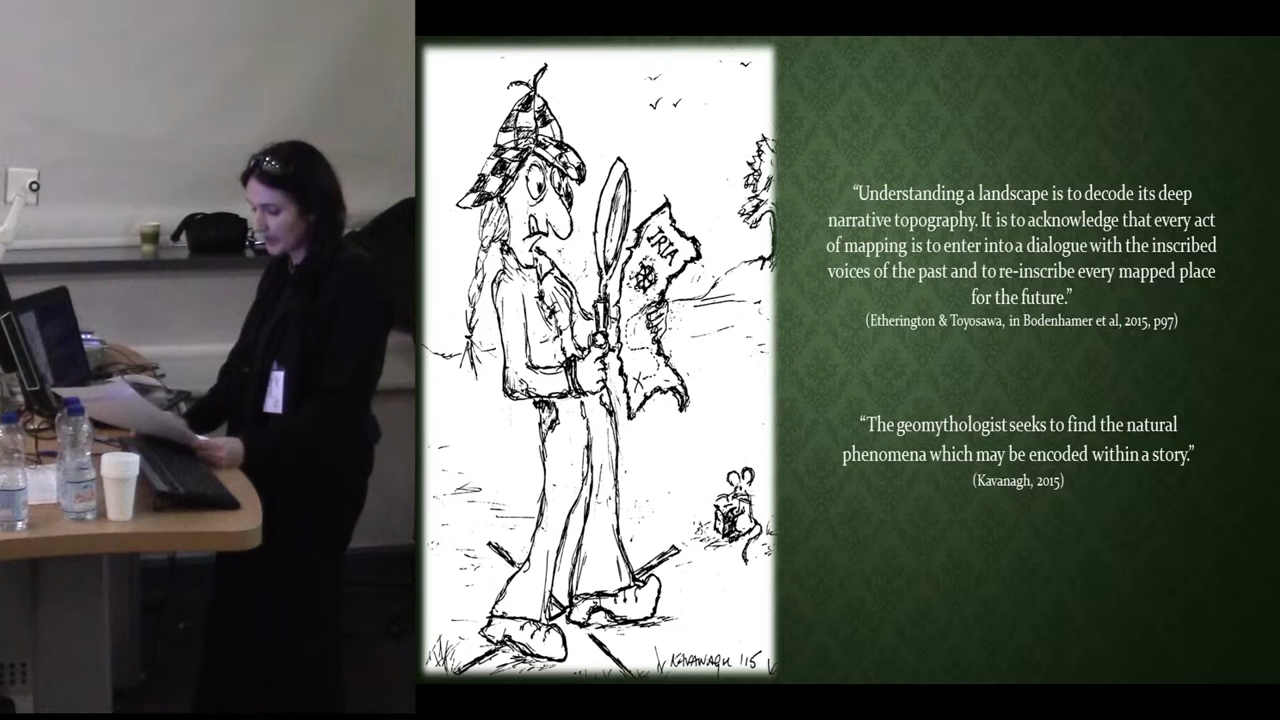 “Understanding a landscape is to decode its deep
narrative topography. It is to acknowledge that every act
of mapping is to enter into a dialogue with the inscribed
voices of the past and to re-inscribe every mapped place
for the future.”
(Etherington & Toyosawa, in Bodenhamer et al, 2015, p97)
“The geomythologist seeks to find the natural
phenomena which may be encoded within a story.”
(Kavanagh, 2015)
X
KAVANAGH '15